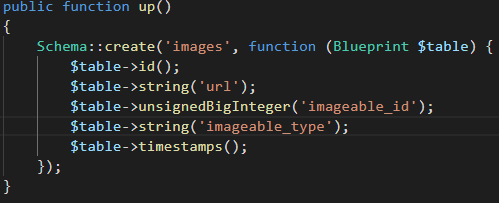 public function up()
{
    Schema::create('images', function (Blueprint $table) {
        $table->id();
        $table->string('url');
        $table->unsignedBigInteger('imageable_id');
        $table->string('imageable_type');
        $table->timestamps();
    });
}